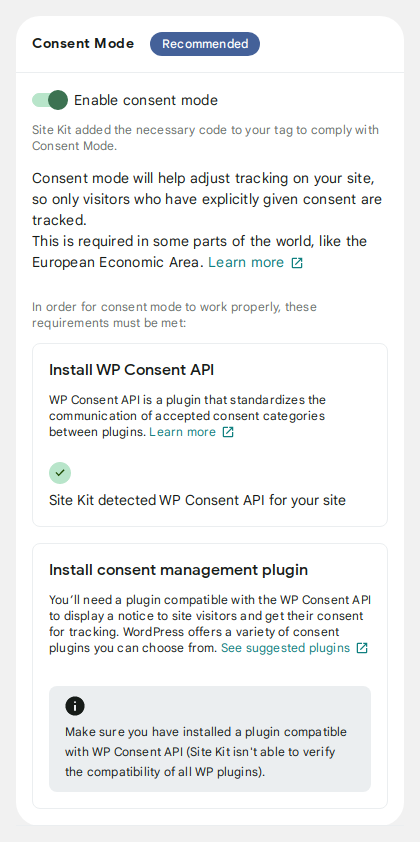 Consent Mode Recommended
Enable consent mode
Site Kit added the necessary code to your tag to comply with
Consent Mode.
Consent mode will help adjust tracking on your site,
so only visitors who have explicitly given consent are
tracked.
This is required in some parts of the world, like the
European Economic Area. Learn more
In order for consent mode to work properly, these
requirements must be met:
Install WP Consent API
WP Consent API is a plugin that standardizes the
communication of accepted consent categories
between plugins. Learn more
Site Kit detected WP Consent API for your site
Install consent management plugin
You’ll need a plugin compatible with the WP Consent API
to display a notice to site visitors and get their consent
for tracking. WordPress offers a variety of consent
plugins you can choose from. See suggested plugins
Make sure you have installed a plugin compatible
with WP Consent API (Site Kit isn't able to verify
the compatibility of all WP plugins).